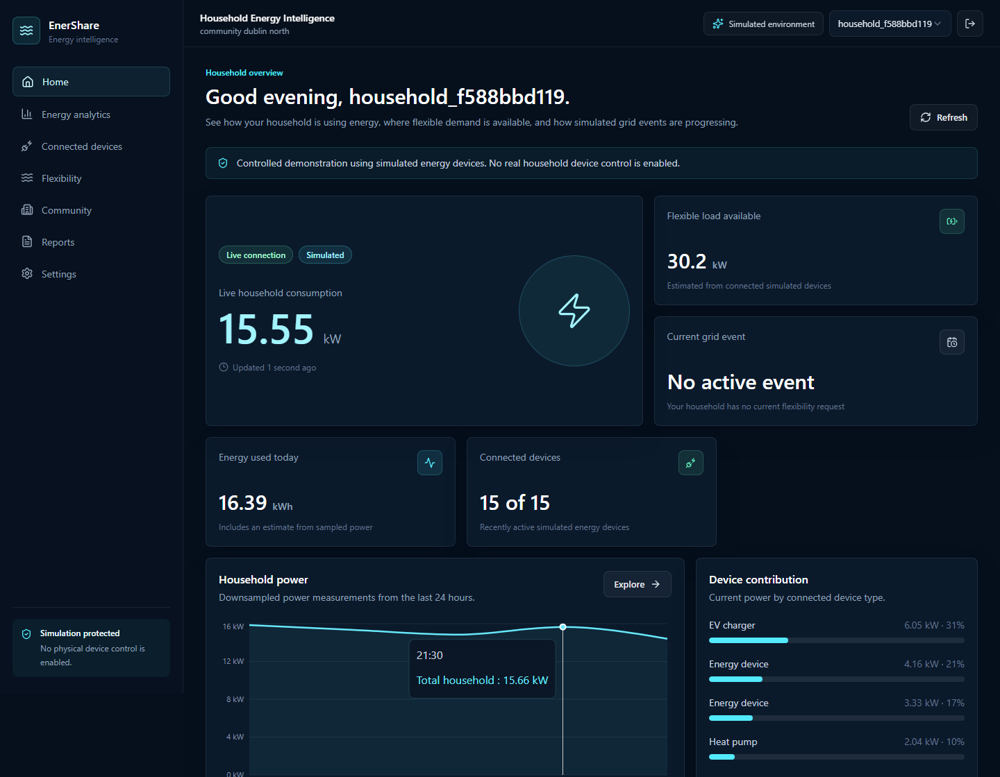 EnerShare
Energy intelligence
Home
Energy analytics
Connected devices
Flexibility
Community
Reports
Settings
Simulation protected
No physical device control is
enabled.
Household Energy Intelligence
community dublin north
Simulated environment
household_f588bbd119
Household overview
Good evening, household_f588bbd119.
See how your household is using energy, where flexible demand is available, and how simulated grid events are progressing.
Refresh
Controlled demonstration using simulated energy devices. No real household device control is enabled.
Live connection
Simulated
Live household consumption
15.55 kW
Updated 1 second ago
Flexible load available
30.2 kW
Estimated from connected simulated devices
Current grid event
No active event
Your household has no current flexibility request
Energy used today
16.39 kWh
Includes an estimate from sampled power
Connected devices
15 of 15
Recently active simulated energy devices
Household power
Downsampled power measurements from the last 24 hours.
Explore
16 kW
12 kW
8 kW
4 kW
0 kW
21:30
Total household : 15.66 kW
Device contribution
Current power by connected device type.
EV charger 6.05 kW · 31%
Energy device 4.16 kW · 21%
Energy device 3.33 kW · 17%
Heat pump 2.04 kW · 10%